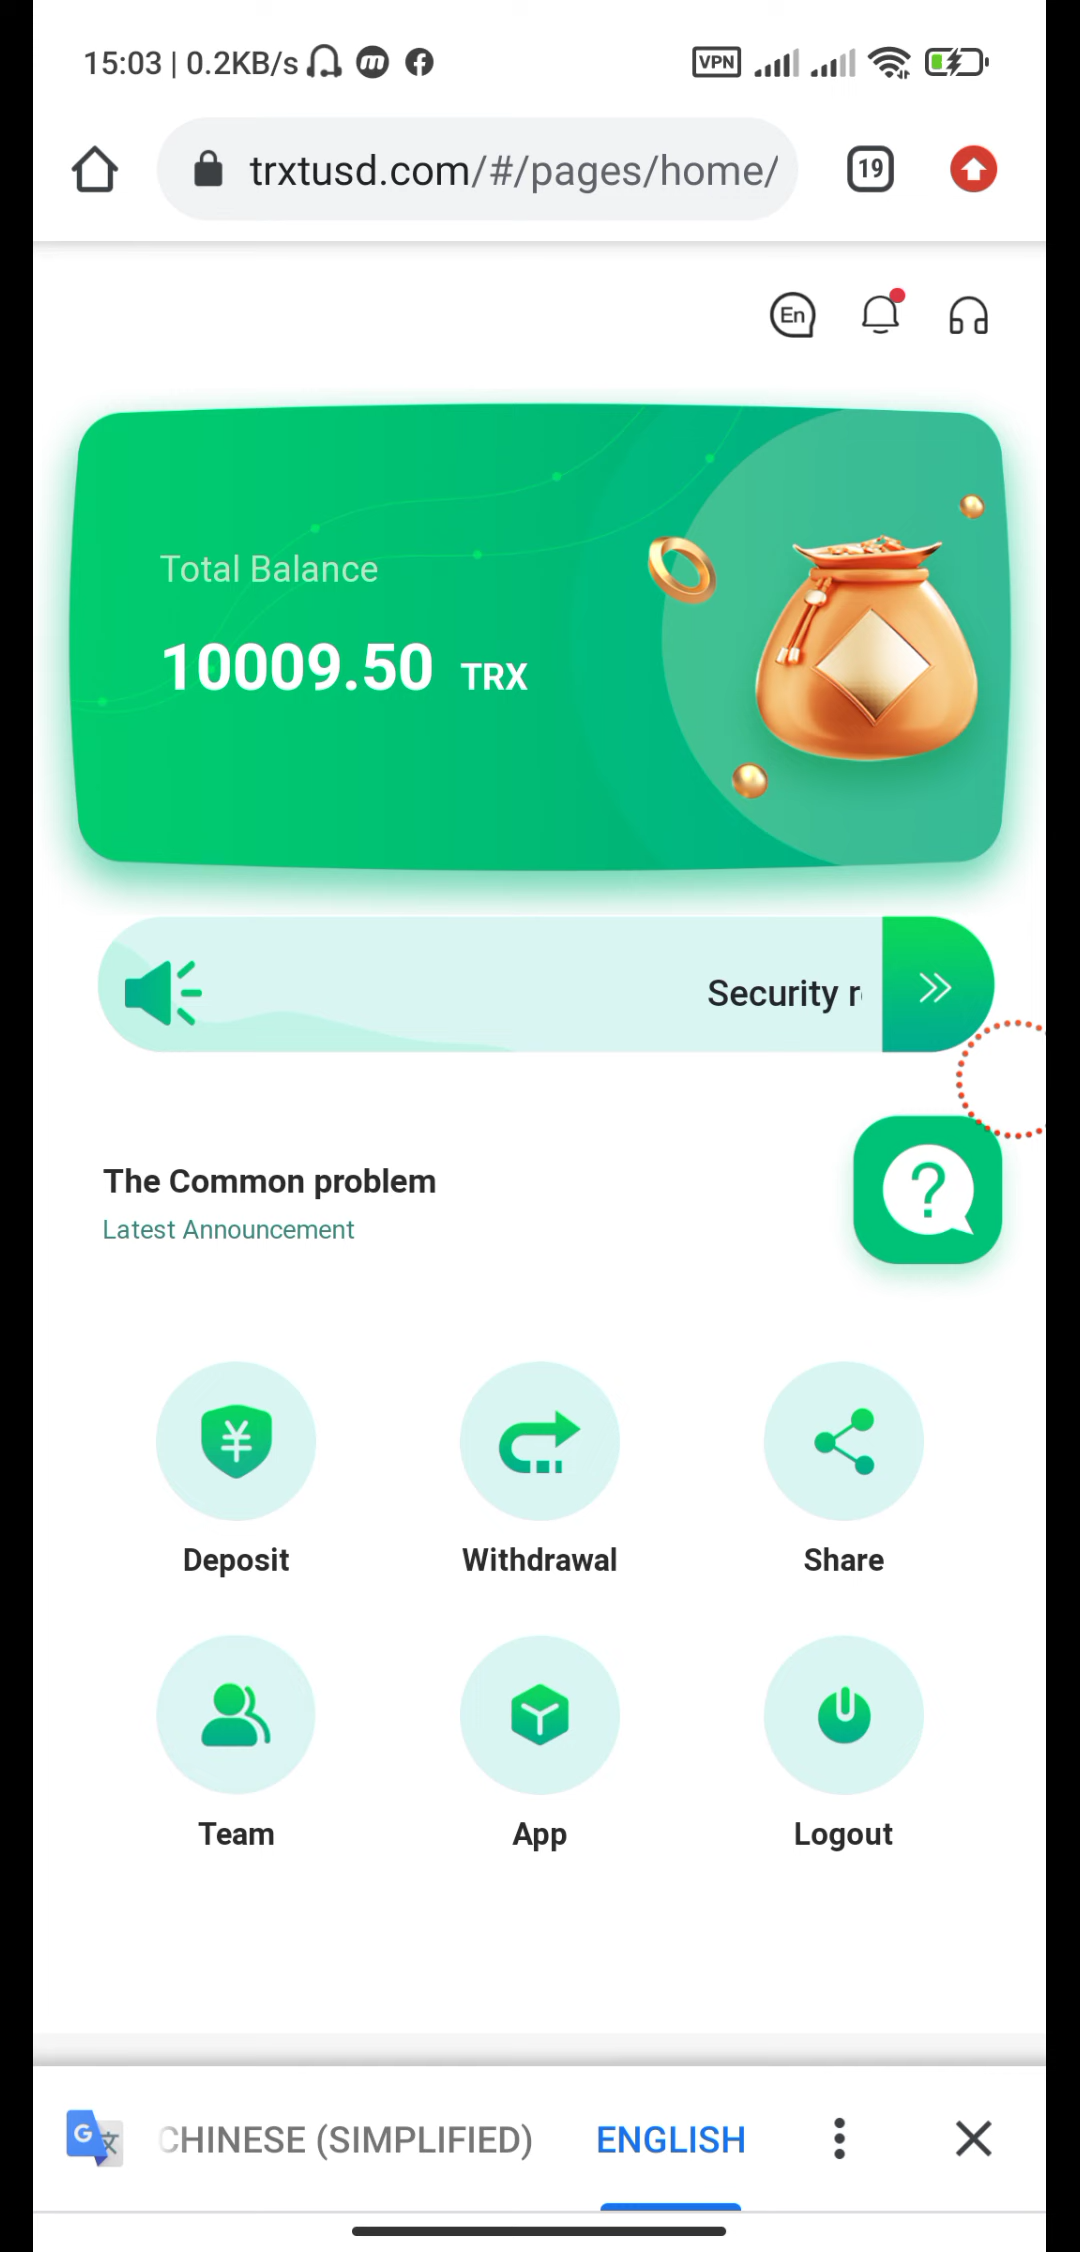 15:03 | 0.2KB/s
VPN
trxtusd.com/#/pages/home/
19
En
Total Balance
10009.50 TRX
Security
The Common problem
Latest Announcement
Deposit
Withdrawal
Share
Team
App
Logout
CHINESE (SIMPLIFIED)
ENGLISH